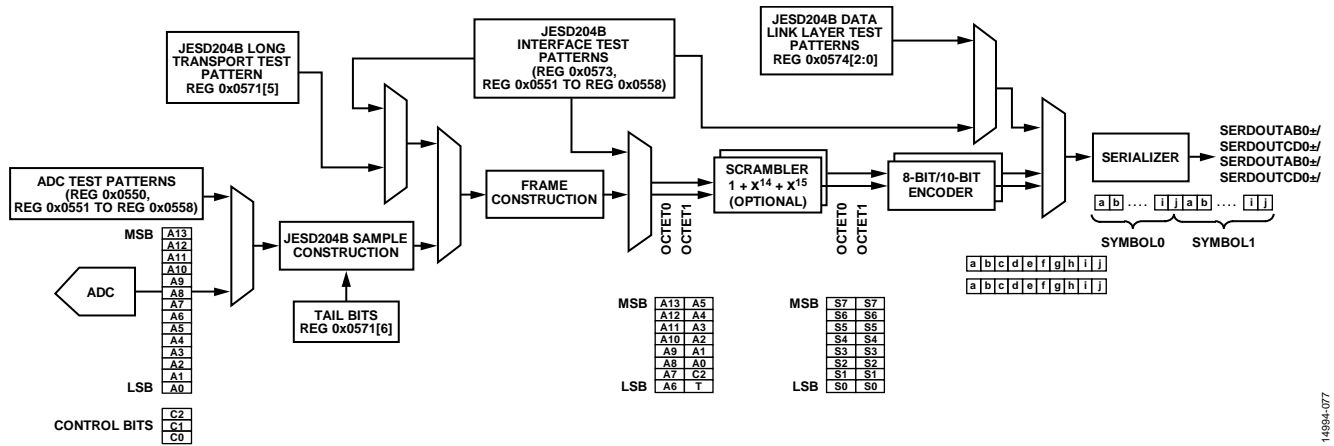 JESD204B LONG
TRANSPORT TEST
PATTERN
REG 0x0571[5]
JESD204B
INTERFACE TEST
PATTERNS
(REG 0x0573,
REG 0x0551 TO REG 0x0558)
JESD204B DATA
LINK LAYER TEST
PATTERNS
REG 0x0574[2:0]
ADC TEST PATTERNS
(REG 0x0550,
REG 0x0551 TO REG 0x0558)
MSB
A13
A12
A11
A10
A9
A8
A7
A6
A5
A4
A3
A2
A1
LSB
A0
ADC
CONTROL BITS
C2
C1
C0
JESD204B SAMPLE
CONSTRUCTION
TAIL BITS
REG 0x0571[6]
FRAME
CONSTRUCTION
OCTET0
OCTET1
SCRAMBLER
1 + X14 + X15
(OPTIONAL)
OCTET0
OCTET1
8-BIT/10-BIT
ENCODER
SERIALIZER
SERDOUTAB0±/
SERDOUTCD0±/
SERDOUTAB0±/
SERDOUTCD0±/
a b .... i j a b .... i j
SYMBOL0 SYMBOL1
a b c d e f g h i j
a b c d e f g h i j
MSB A13 A5
A12 A4
A11 A3
A10 A2
A9 A1
A8 A0
A7 C2
LSB A6 T
MSB S7 S7
S6 S6
S5 S5
S4 S4
S3 S3
S2 S2
S1 S1
LSB S0 S0
14994-077